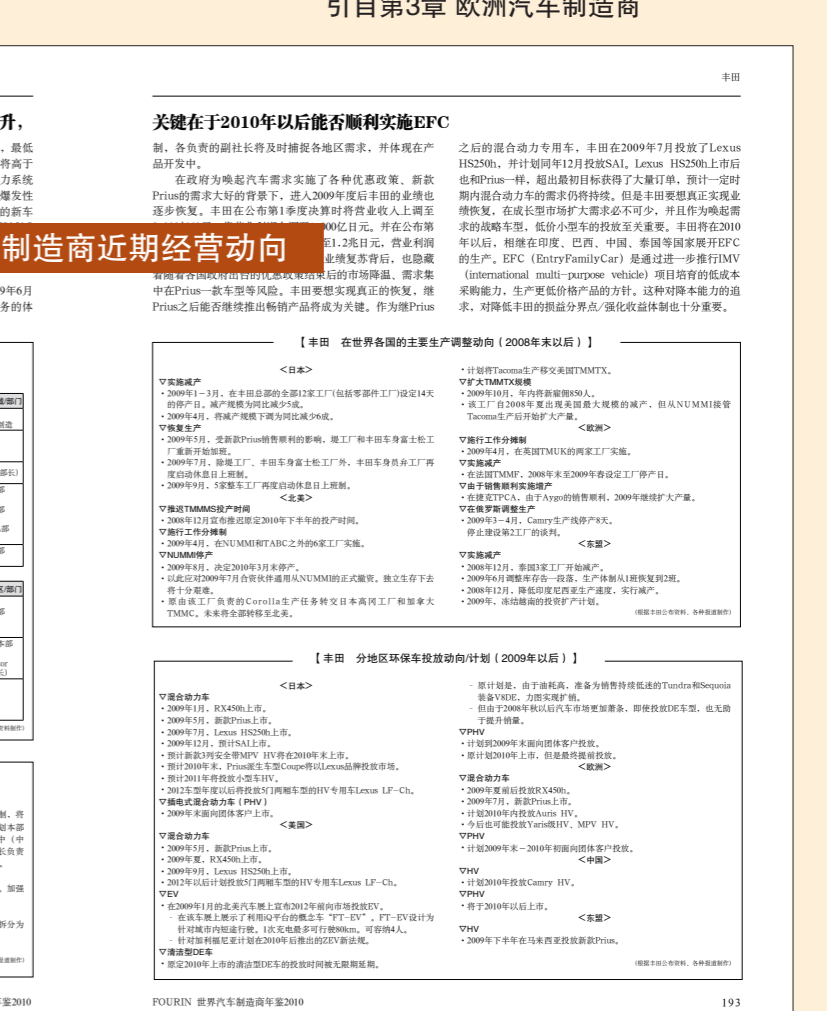 引目第3章 欧洲汽车制造商
丰田
升，
，最低
将高于
力系统
爆发性
的新车
制造商近期经营动向
9年6月
务的体
关键在于2010年以后能否顺利实施EFC
制，各负责的副社长将及时捕捉各地区需求，并体现在产
品开发中。
在政府为唤起汽车需求实施了各种优惠政策、新款
Prius的需求大好的背景下，进入2009年度后丰田的业绩也
逐步恢复。丰田在公布第1季度决算时将营业收入上调至
00亿日元。并在公布第
至1.2兆日元，营业利润
业绩复苏背后，也隐藏
着随着各国政府出台的优惠政策结束后的市场降温、需求集
中在Prius一款车型等风险。丰田要想实现真正的恢复，继
Prius之后能否继续推出畅销产品将成为关键。作为继Prius
之后的混合动力专用车，丰田在2009年7月投放了Lexus
HS250h，并计划同年12月投放SAI。Lexus HS250h上市后
也和Prius一样，超出最初目标获得了大量订单，预计一定时
期内混合动力车的需求仍将持续。但是丰田要想真正实现业
绩恢复，在成长型市场扩大需求必不可少，并且作为唤起需
求的战略车型，低价小型车的投放至关重要。丰田将在2010
年以后，相继在印度、巴西、中国、泰国等国家展开EFC
的生产。EFC（EntryFamilyCar）是通过进一步推行IMV
（international multi-purpose vehicle）项目培育的低成本
采购能力，生产更低价格产品的方针。这种对降本能力的追
求，对降低丰田的损益分界点/强化收益体制也十分重要。
【丰田 在世界各国的主要生产调整动向（2008年末以后）】
＜日本＞
▽实施减产
・2009年1－3月，在丰田总部的全部12家工厂(包括零部件工厂)设定14天
的停产日。减产规模为同比减少5成。
・2009年4月，将减产规模下调为同比减少6成。
▽恢复生产
・2009年5月，受新款Prius销售顺利的影响，堤工厂和丰田车身富士松工
厂重新开始加班。
・2009年7月，除堤工厂、丰田车身富士松工厂外，丰田车身员弁工厂再
度启动休息日上班制。
・2009年9月，5家整车工厂再度启动休息日上班制。
＜北美＞
▽推迟TMMMS投产时间
・2008年12月宣布推迟原定2010年下半年的投产时间。
▽施行工作分摊制
・2009年4月，在NUMMI和TABC之外的6家工厂实施。
▽NUMMI停产
・2009年8月，决定2010年3月末停产。
・以此应对2009年7月合资伙伴通用从NUMMI的正式撤资。独立生存下去
将十分艰难。
・原由该工厂负责的Corolla生产任务转交日本高冈工厂和加拿大
TMMC。未来将全部转移至北美。
・计划将Tacoma生产移交美国TMMTX。
▽扩大TMMTX规模
・2009年10月，年内将新雇佣850人。
・该工厂自2008年夏出现美国最大规模的减产，但从NUMMI接管
Tacoma生产后开始扩大产量。
＜欧洲＞
▽施行工作分摊制
・2009年4月，在英国TMUK的两家工厂实施。
▽实施减产
・在法国TMMF，2008年末至2009年春设定工厂停产日。
▽由于销售顺利实施增产
・在捷克TPCA，由于Aygo的销售顺利，2009年继续扩大产量。
▽在俄罗斯调整生产
・2009年3－4月，Camry生产线停产8天。
停止建设第2工厂的谈判。
＜东盟＞
▽实施减产
・2008年12月，泰国3家工厂开始减产。
・2009年6月调整库存告一段落，生产体制从1班恢复到2班。
・2008年12月，降低印度尼西亚生产速度，实行减产。
・2009年，冻结越南的投资扩产计划。
(根据丰田公布资料、各种报道制作)
【丰田 分地区环保车投放动向/计划（2009年以后）】
＜日本＞
▽混合动力车
・2009年1月，RX450h上市。
・2009年5月，新款Prius上市。
・2009年7月，Lexus HS250h上市。
・2009年12月，预计SAI上市。
・预计新款3列安全带MPV HV将在2010年末上市。
・预计2010年末，Prius派生车型Coupe将以Lexus品牌投放市场。
・预计2011年将投放小型车HV。
・2012车型年度以后将投放5门两厢车型的HV专用车Lexus LF-Ch。
▽插电式混合动力车（PHV）
・2009年末面向团体客户上市。
＜美国＞
▽混合动力车
・2009年5月，新款Prius上市。
・2009年夏，RX450h上市。
・2009年9月，Lexus HS250h上市。
・2012年以后计划投放5门两厢车型的HV专用车Lexus LF-Ch。
▽EV
・在2009年1月的北美汽车展上宣布2012年前向市场投放EV。
- 在该车展上展示了利用iQ平台的概念车“FT-EV”。FT-EV设计为
针对城市内短途行驶。1次充电最多可行驶80km。可容纳4人。
- 针对加利福尼亚计划在2010年后推出的ZEV新法规。
▽清洁型DE车
・原定2010年上市的清洁型DE车的投放时间被无限期延期。
- 原计划是，由于油耗高，准备为销售持续低迷的Tundra和Sequoia
装备V8DE，力图实现扩销。
- 但由于2008年秋以后汽车市场更加萧条，即使投放DE车型，也无助
于提升销量。
▽PHV
・计划到2009年末面向团体客户投放。
・原计划2010年上市，但是最终提前投放。
＜欧洲＞
▽混合动力车
・2009年夏前后投放RX450h。
・2009年7月，新款Prius上市。
・计划2010年内投放Auris HV。
・今后也可能投放Yaris级HV、MPV HV。
▽PHV
・计划2009年末－2010年初面向团体客户投放。
＜中国＞
▽HV
・计划2010年投放Camry HV。
▽PHV
・将于2010年以后上市。
＜东盟＞
▽HV
・2009年下半年在马来西亚投放新款Prius。
(根据丰田公布资料、各种报道制作)
年鉴2010
FOURIN 世界汽车制造商年鉴2010
193